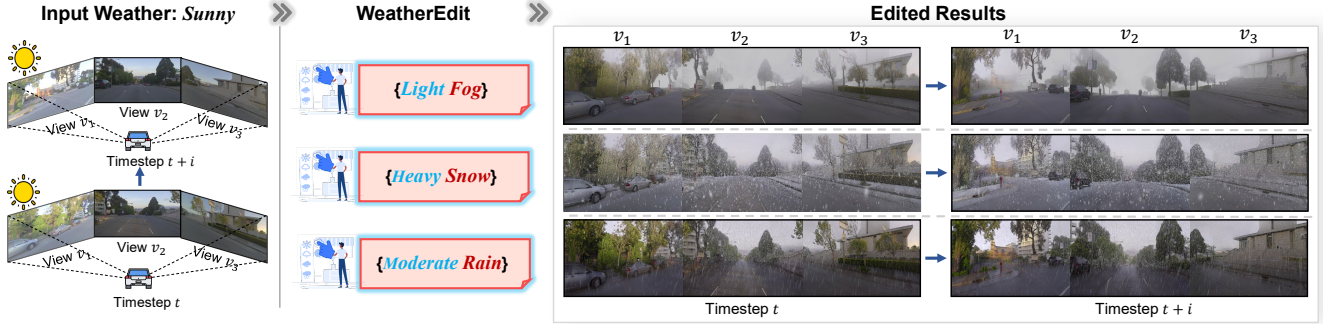 Input Weather: Sunny
View v₁
View v₂
View v₃
Timestep t + i
View v₁
View v₂
View v₃
Timestep t
WeatherEdit
{Light Fog}
{Heavy Snow}
{Moderate Rain}
Edited Results
v₁ v₂ v₃ v₁ v₂ v₃
Timestep t Timestep t + i